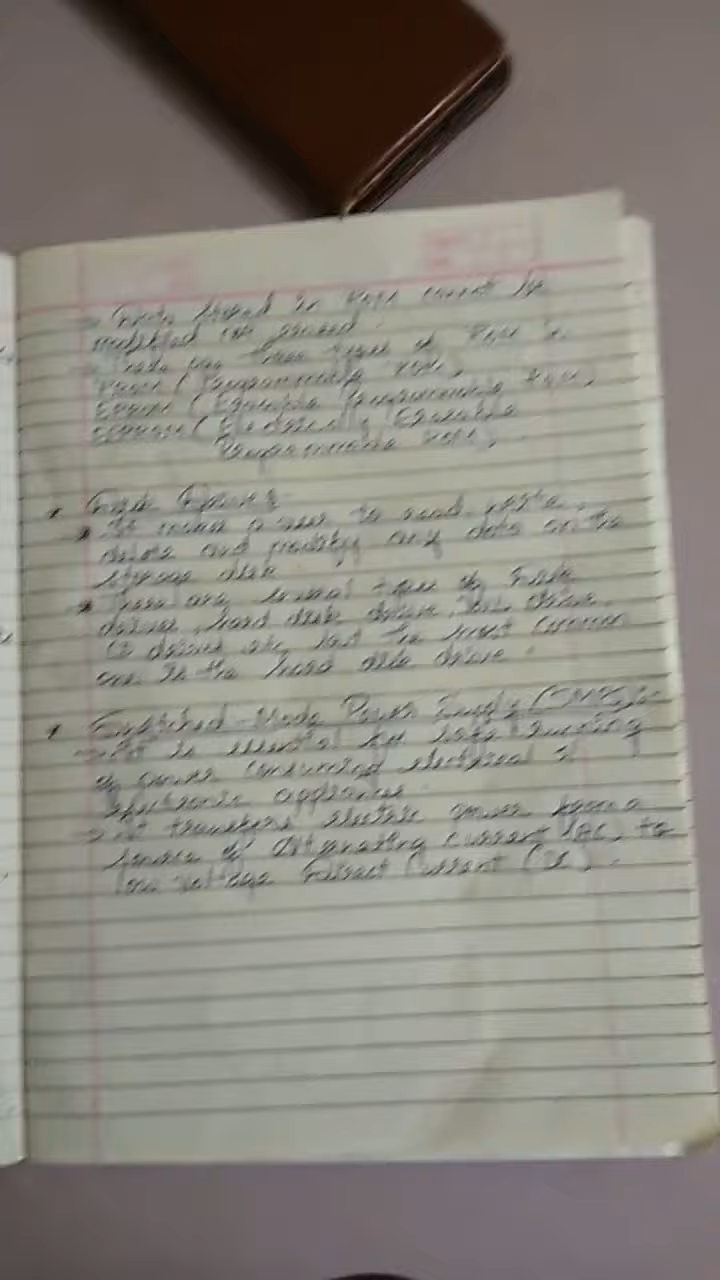 → Data stored in ROM cannot be
modified or erased.
→ There are three types of ROM :-
PROM (Programmable ROM)
EPROM (Erasable Programmable ROM)
EEPROM (Electrically Erasable
Programmable ROM)
• Disk Drive :-
It makes a user to read, write,
delete and modify any data on the
storage disk
There are several types of Disk
drives, hard disk drive,
CD drives etc, but the most common
one is the hard disk drive.
• Switched-Mode Power Supply (SMPS) :-
→ It is essential for
of power consuming electrical &
electronic appliances
→ It transfers electric power from a
source of Alternating Current (AC) to
low voltage Direct Current (DC).